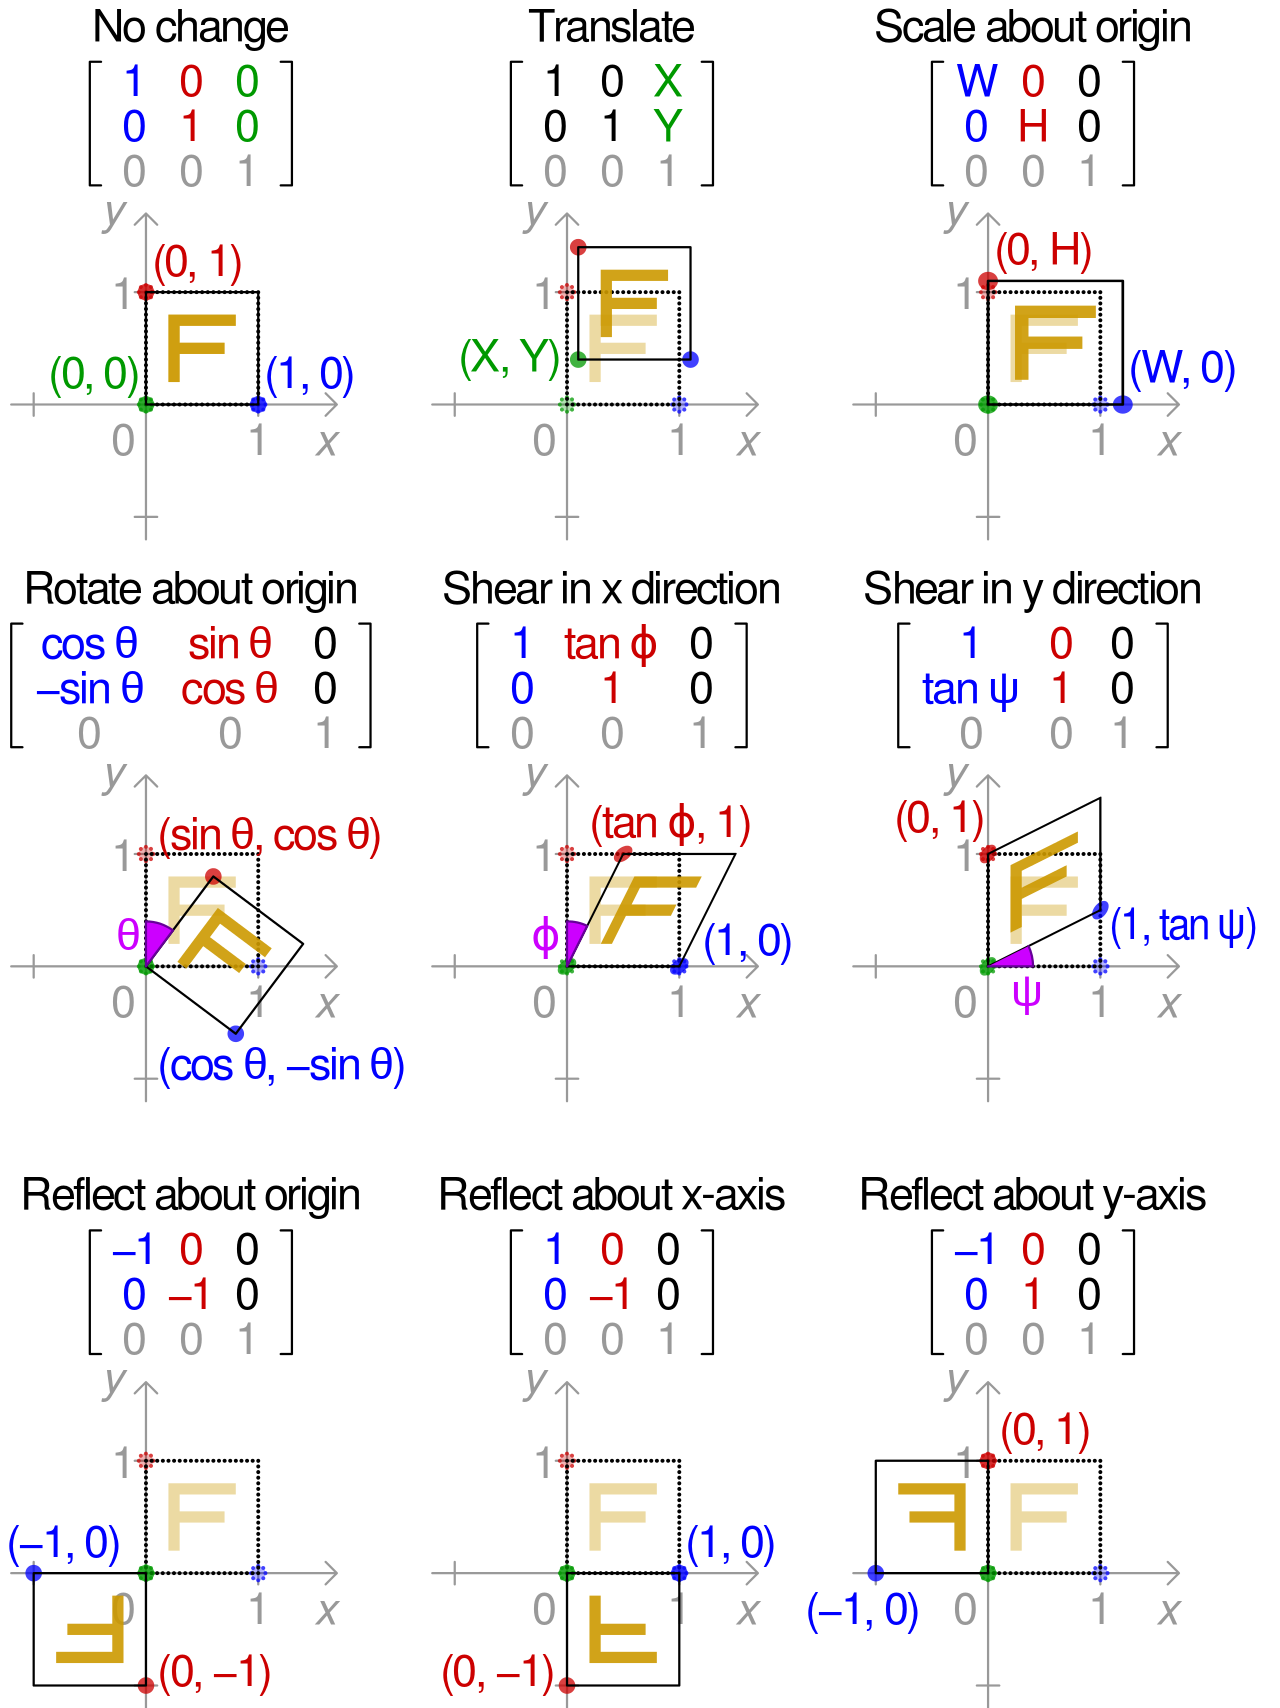 No change
1 0 0
0 1 0
0 0 1
y
(0, 1)
1
(0, 0)
(1, 0)
0
1
x
Translate
1 0 X
0 1 Y
0 0 1
y
1
F
F
(X, Y)
0
1
x
Scale about origin
W 0 0
0 H 0
0 0 1
y
(0, H)
1
F
F
(W, 0)
0
1
x
Rotate about origin
cos θ sin θ 0
–sin θ cos θ 0
0 0 1
y
(sin θ, cos θ)
1
F
F
θ
0
1
x
(cos θ, –sin θ)
Shear in x direction
1 tan ϕ 0
0 1 0
0 0 1
y
(tan ϕ, 1)
1
F
F
ϕ
(1, 0)
0
1
x
Shear in y direction
1 0 0
tan ψ 1 0
0 0 1
y
(0, 1)
1
F
F
(1, tan ψ)
0
ψ
1
x
Reflect about origin
–1 0 0
0 –1 0
0 0 1
y
1
F
(–1, 0)
0
1
x
F
(0, –1)
Reflect about x-axis
1 0 0
0 –1 0
0 0 1
y
1
F
(1, 0)
0
1
x
F
(0, –1)
Reflect about y-axis
–1 0 0
0 1 0
0 0 1
y
(0, 1)
1
F
F
(–1, 0)
0
1
x